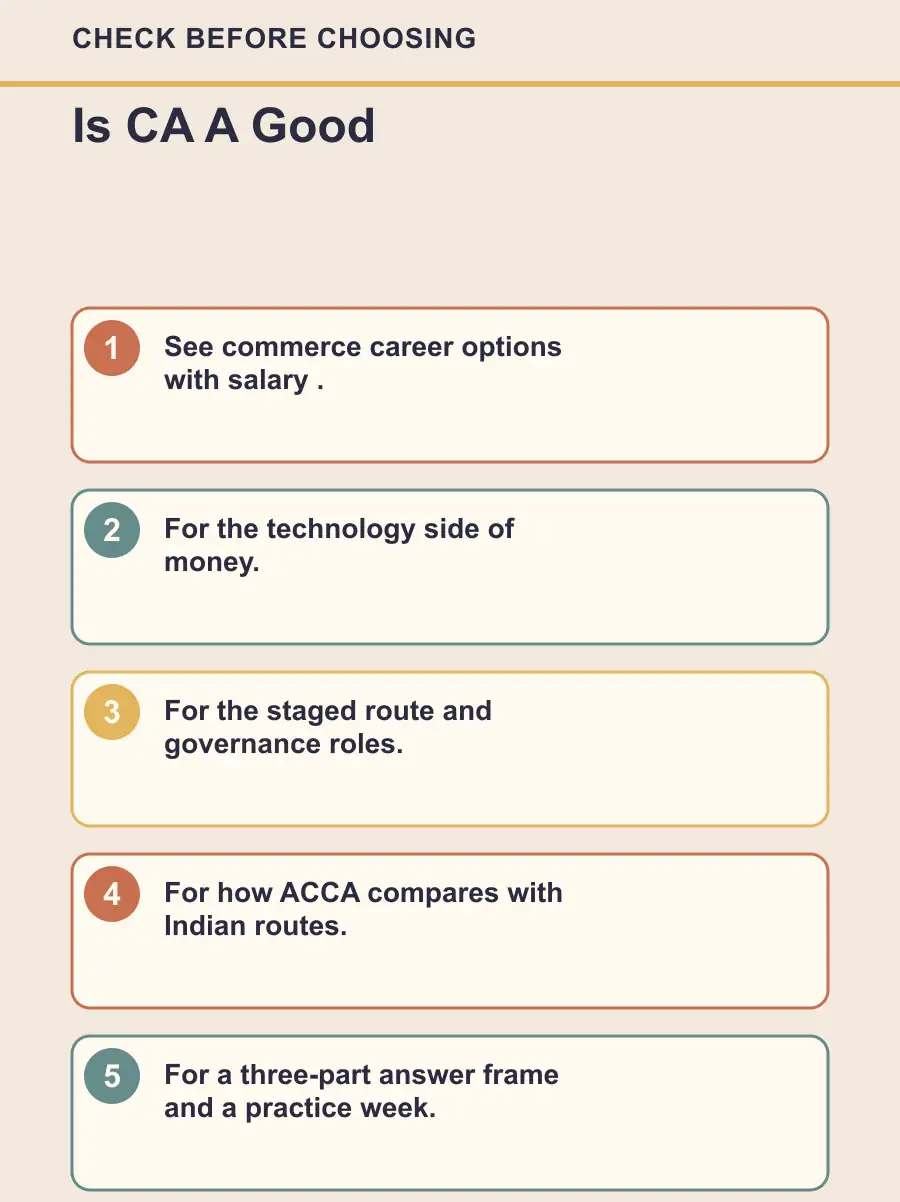 CHECK BEFORE CHOOSING
Is CA A Good
1
See commerce career options
with salary .
2
For the technology side of
money.
3
For the staged route and
governance roles.
4
For how ACCA compares with
Indian routes.
5
For a three-part answer frame
and a practice week.